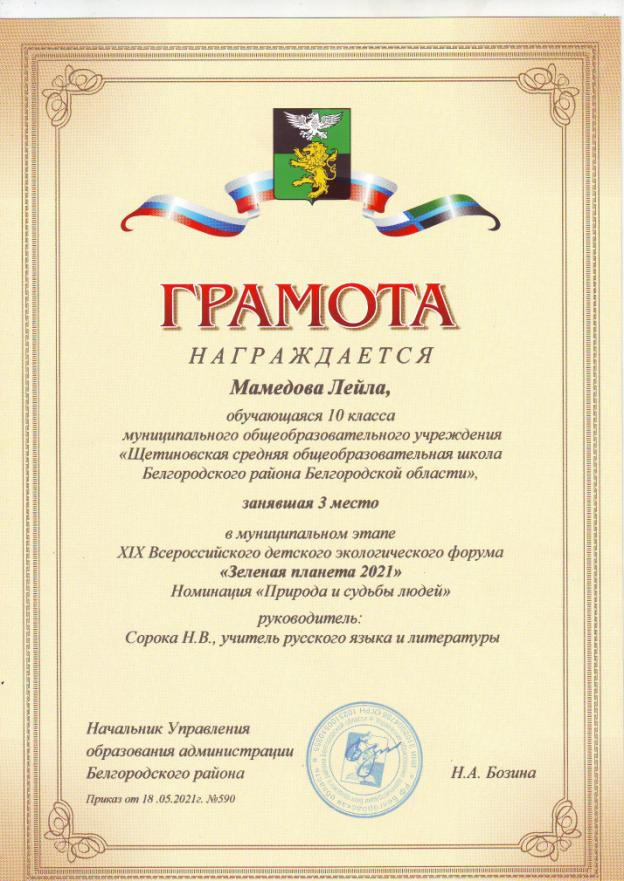 ГРАМОТА
НАГРАЖДАЕТСЯ
Мамедова Лейла,
обучающаяся 10 класса
муниципального общеобразовательного учреждения
«Щетиновская средняя общеобразовательная школа
Белгородского района Белгородской области»,
занявшая 3 место
в муниципальном этапе
XIX Всероссийского детского экологического форума
«Зеленая планета 2021»
Номинация «Природа и судьбы людей»
руководитель:
Сорока Н.В., учитель русского языка и литературы
Начальник Управления
образования администрации
Белгородского района
Н.А. Бозина
Приказ от 18 .05.2021г. №590